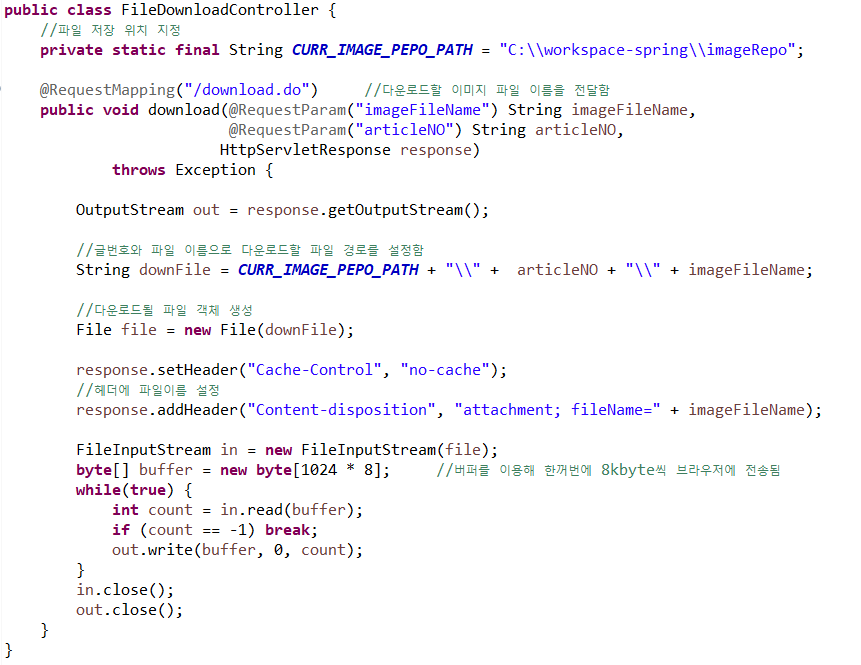 public class FileDownloadController {
//파일 저장 위치 지정
private static final String CURR_IMAGE_PEPO_PATH = "C:\\workspace-spring\\imageRepo";
@RequestMapping("/download.do") //다운로드할 이미지 파일 이름을 전달함
public void download(@RequestParam("imageFileName") String imageFileName,
@RequestParam("articleNO") String articleNO,
HttpServletResponse response)
throws Exception {
OutputStream out = response.getOutputStream();
//글번호와 파일 이름으로 다운로드할 파일 경로를 설정함
String downFile = CURR_IMAGE_PEPO_PATH + "\\" + articleNO + "\\" + imageFileName;
//다운로드될 파일 객체 생성
File file = new File(downFile);
response.setHeader("Cache-Control", "no-cache");
//헤더에 파일이름 설정
response.addHeader("Content-disposition", "attachment; fileName=" + imageFileName);
FileInputStream in = new FileInputStream(file);
byte[] buffer = new byte[1024 * 8]; //버퍼를 이용해 한꺼번에 8kbyte씩 브라우저에 전송됨
while(true) {
int count = in.read(buffer);
if (count == -1) break;
out.write(buffer, 0, count);
}
in.close();
out.close();
}
}